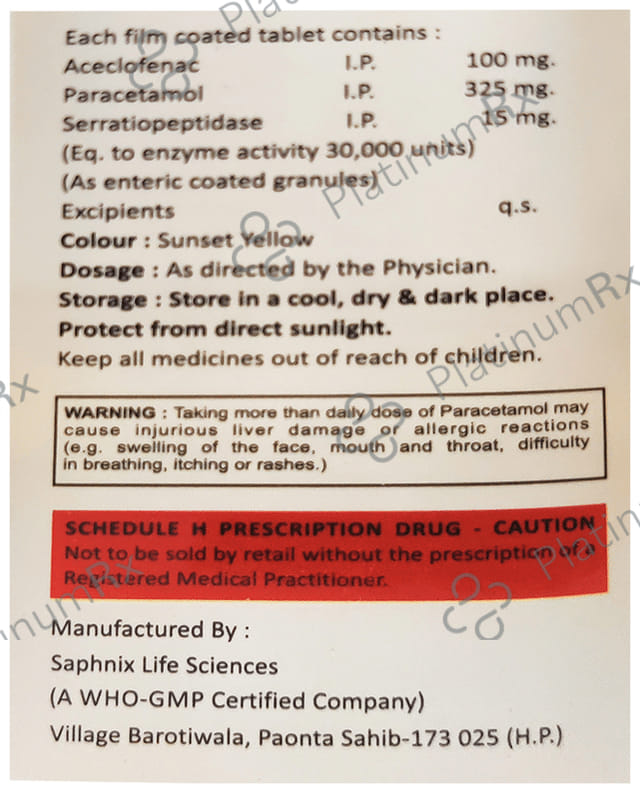 Each film coated tablet contains :
Aceclofenac I.P. 100 mg.
Paracetamol I.P. 325 mg.
Serratiopeptidase I.P. 15 mg.
(Eq. to enzyme activity 30,000 units)
(As enteric coated granules)
Excipients q.s.
Colour : Sunset Yellow
Dosage : As directed by the Physician.
Storage : Store in a cool, dry & dark place.
Protect from direct sunlight.
Keep all medicines out of reach of children.
WARNING : Taking more than daily dose of Paracetamol may
cause injurious liver damage or allergic reactions
(e.g. swelling of the face, mouth and throat, difficulty
in breathing, itching or rashes.)
SCHEDULE H PRESCRIPTION DRUG - CAUTION
Not to be sold by retail without the prescription of a
Registered Medical Practitioner.
Manufactured By :
Saphnix Life Sciences
(A WHO-GMP Certified Company)
Village Barotiwala, Paonta Sahib-173 025 (H.P.)
PlatinumRx
PlatinumRx
PlatinumRx
Rx
PlatinumRx
PlatinumRx